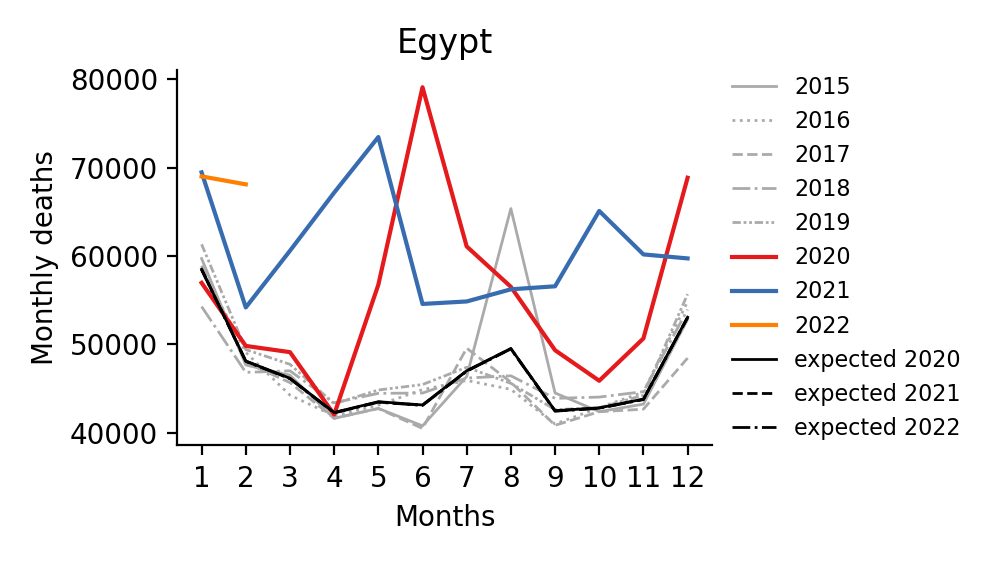 Egypt
Monthly deaths
80000
70000
60000
50000
40000
1 2 3 4 5 6 7 8 9 10 11 12
Months
2015
2016
2017
2018
2019
2020
2021
2022
expected 2020
expected 2021
expected 2022